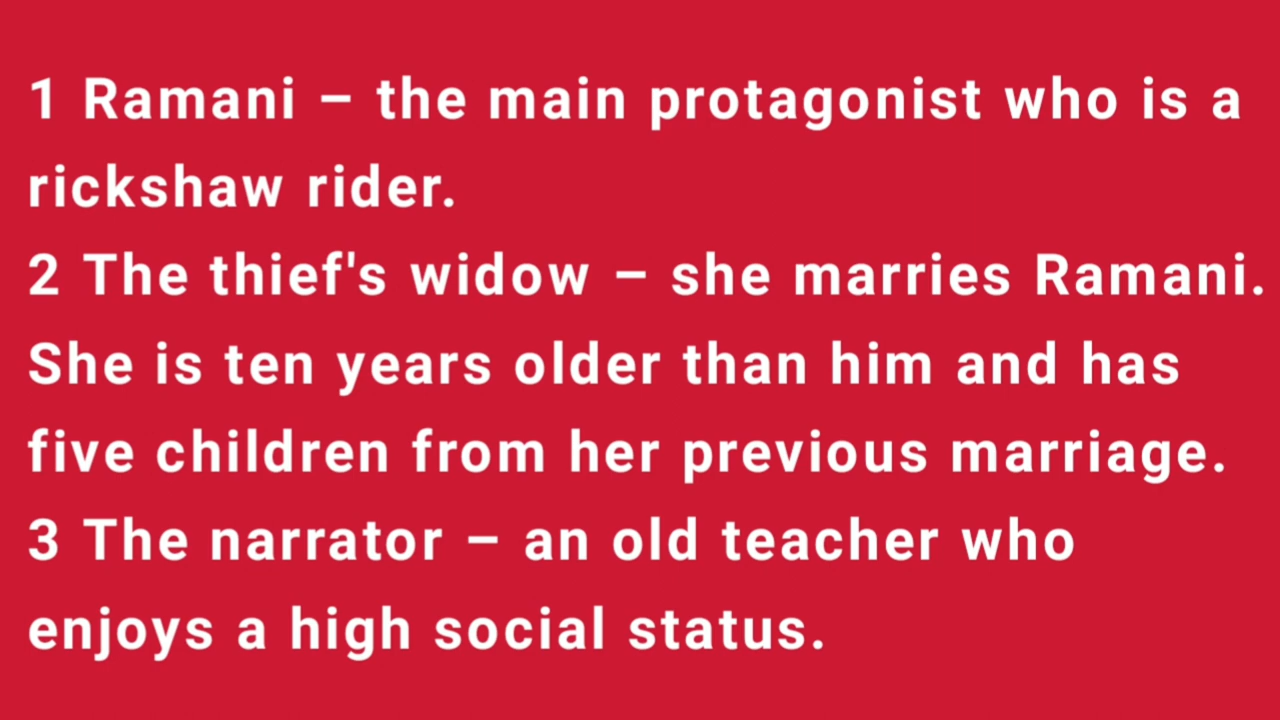 1 Ramani – the main protagonist who is a
rickshaw rider.
2 The thief's widow – she marries Ramani.
She is ten years older than him and has
five children from her previous marriage.
3 The narrator – an old teacher who
enjoys a high social status.